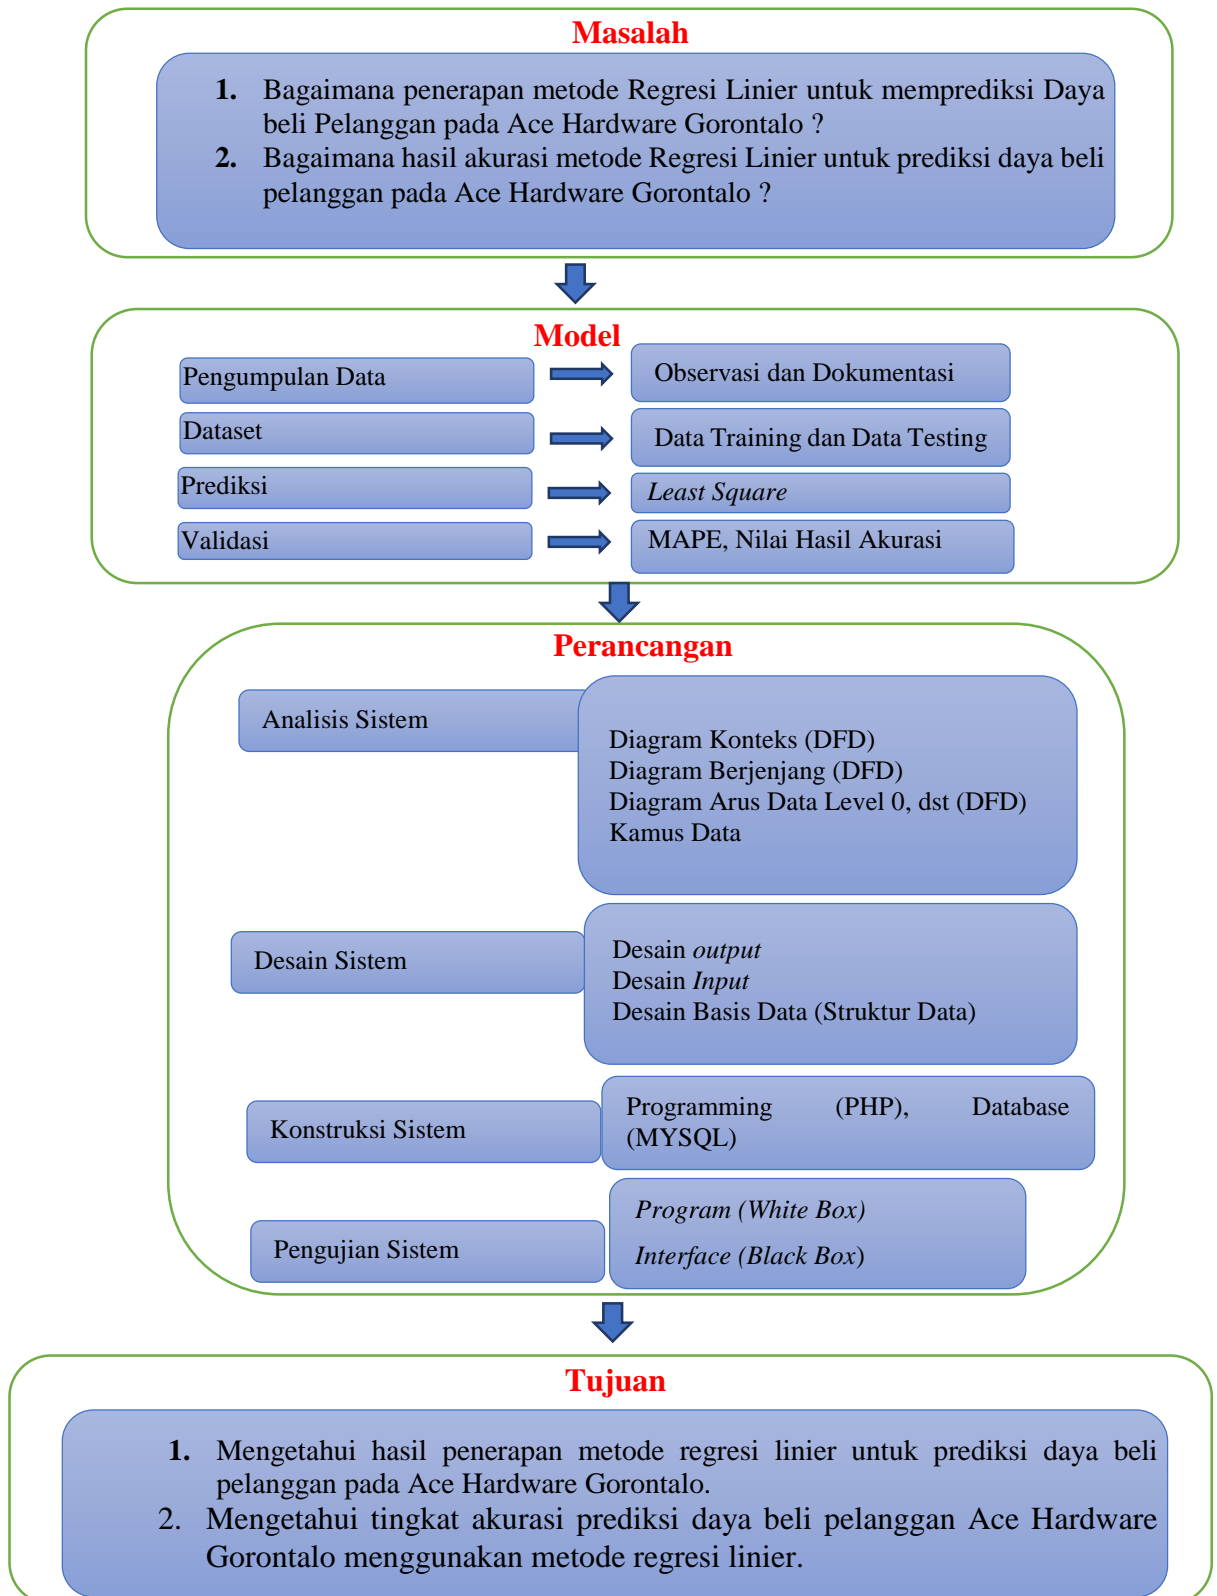 Masalah
1. Bagaimana penerapan metode Regresi Linier untuk memprediksi Daya
beli Pelanggan pada Ace Hardware Gorontalo ?
2. Bagaimana hasil akurasi metode Regresi Linier untuk prediksi daya beli
pelanggan pada Ace Hardware Gorontalo ?
Model
Pengumpulan Data
Observasi dan Dokumentasi
Dataset
Data Training dan Data Testing
Prediksi
Least Square
Validasi
MAPE, Nilai Hasil Akurasi
Perancangan
Analisis Sistem
Diagram Konteks (DFD)
Diagram Berjenjang (DFD)
Diagram Arus Data Level 0, dst (DFD)
Kamus Data
Desain Sistem
Desain output
Desain Input
Desain Basis Data (Struktur Data)
Konstruksi Sistem
Programming (PHP), Database
(MYSQL)
Pengujian Sistem
Program (White Box)
Interface (Black Box)
Tujuan
1. Mengetahui hasil penerapan metode regresi linier untuk prediksi daya beli
pelanggan pada Ace Hardware Gorontalo.
2. Mengetahui tingkat akurasi prediksi daya beli pelanggan Ace Hardware
Gorontalo menggunakan metode regresi linier.